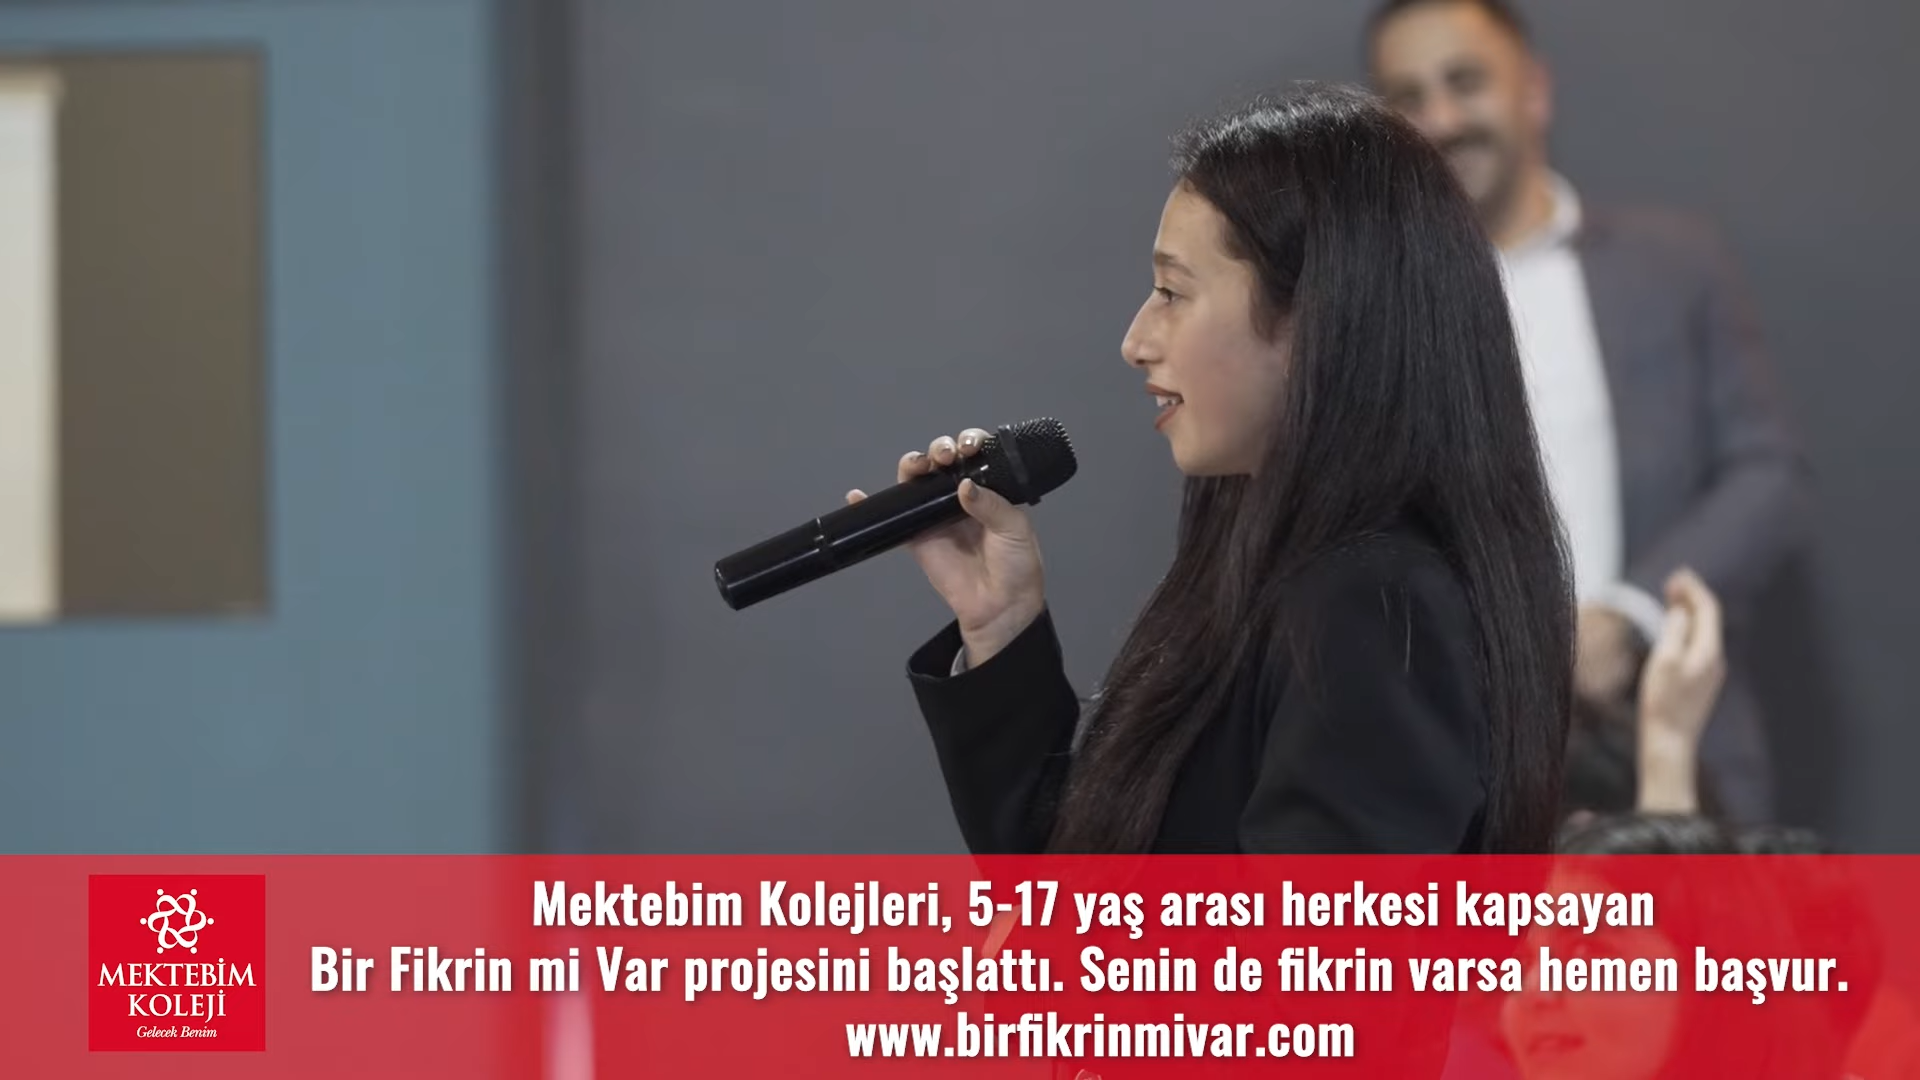 Mektebim Kolejleri, 5-17 yaş arası herkesi kapsayan
Bir Fikrin mi Var projesini başlattı. Senin de fikrin varsa hemen başvur.
www.birfikrinmivar.com
MEKTEBİM
KOLEJİ
Gelecek Benim